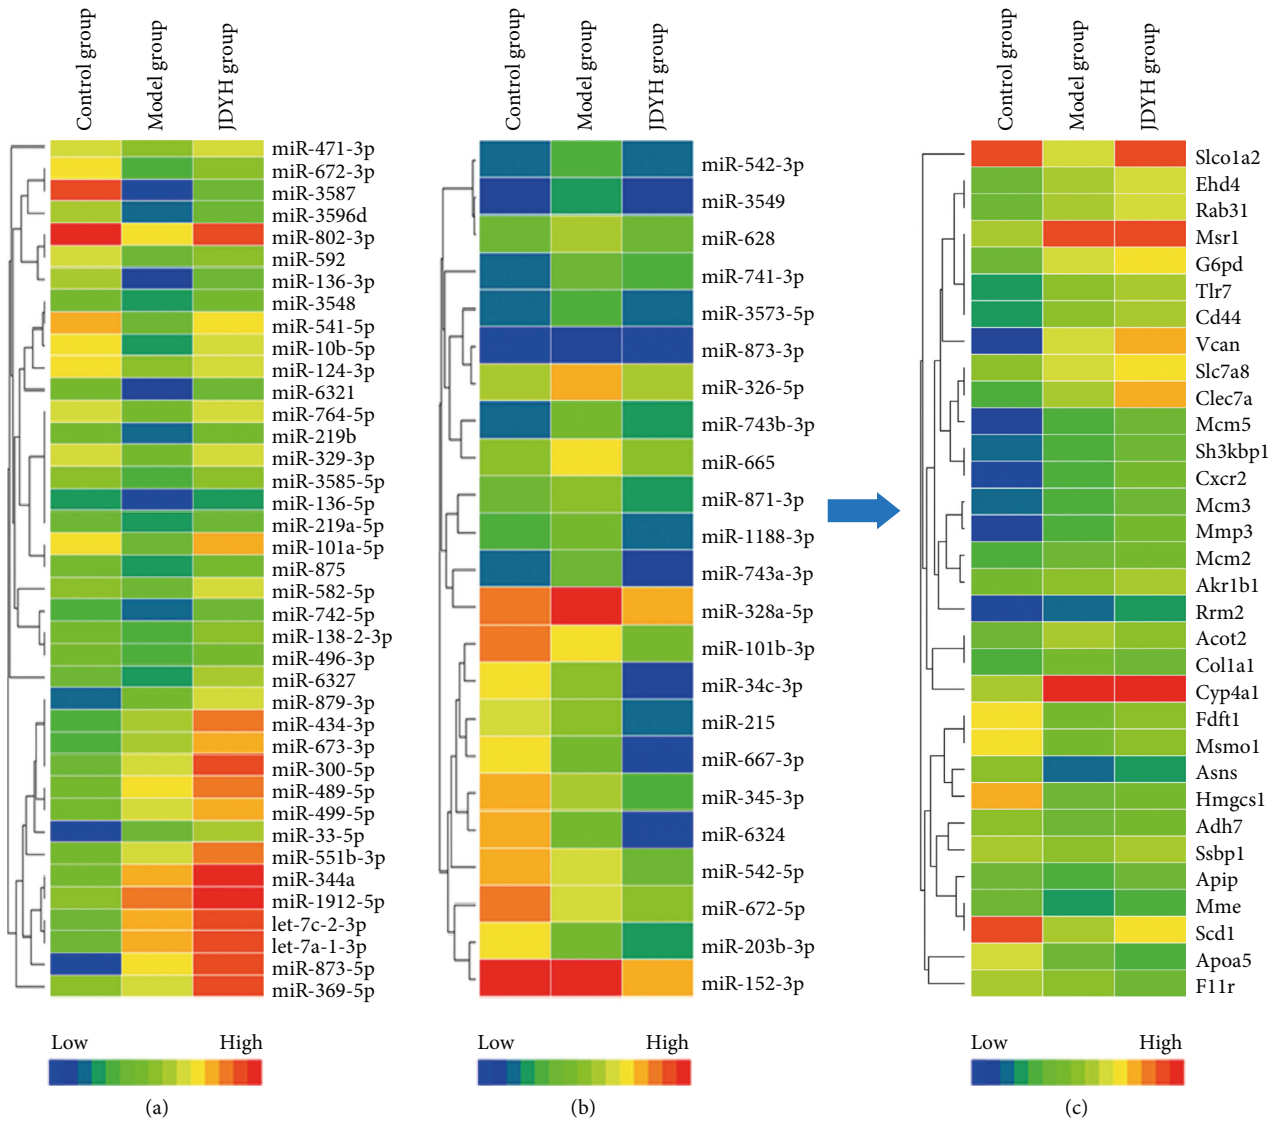 Control group
Model group
JDYH group
miR-471-3p
miR-672-3p
miR-3587
miR-3596d
miR-802-3p
miR-592
miR-136-3p
miR-3548
miR-541-5p
miR-10b-5p
miR-124-3p
miR-6321
miR-764-5p
miR-219b
miR-329-3p
miR-3585-5p
miR-136-5p
miR-219a-5p
miR-101a-5p
miR-875
miR-582-5p
miR-742-5p
miR-138-2-3p
miR-496-3p
miR-6327
miR-879-3p
miR-434-3p
miR-673-3p
miR-300-5p
miR-489-5p
miR-499-5p
miR-33-5p
miR-551b-3p
miR-344a
miR-1912-5p
let-7c-2-3p
let-7a-1-3p
miR-873-5p
miR-369-5p
Low High
(a)
Control group
Model group
JDYH group
miR-542-3p
miR-3549
miR-628
miR-741-3p
miR-3573-5p
miR-873-3p
miR-326-5p
miR-743b-3p
miR-665
miR-871-3p
miR-1188-3p
miR-743a-3p
miR-328a-5p
miR-101b-3p
miR-34c-3p
miR-215
miR-667-3p
miR-345-3p
miR-6324
miR-542-5p
miR-672-5p
miR-203b-3p
miR-152-3p
Low High
(b)
Control group
Model group
JDYH group
Slco1a2
Ehd4
Rab31
Msr1
G6pd
Tlr7
Cd44
Vcan
Slc7a8
Clec7a
Mcm5
Sh3kbp1
Cxcr2
Mcm3
Mmp3
Mcm2
Akr1b1
Rrm2
Acot2
Col1a1
Cyp4a1
Fdft1
Msmo1
Asns
Hmgcs1
Adh7
Ssbp1
Apip
Mme
Scd1
Apoa5
F11r
Low High
(c)